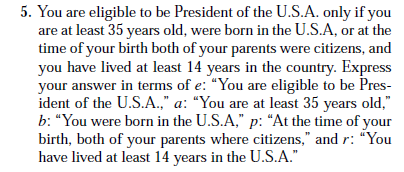 5. You are eligible to be President of the U.S.A. only if you
are at least 35 years old, were born in the U.S.A, or at the
time of your birth both of your parents were citizens, and
you have lived at least 14 years in the country. Express
your answer in terms of e: “You are eligible to be Pres-
ident of the U.S.A.,” a: “You are at least 35 years old,”
b: “You were born in the U.S.A,” p: “At the time of your
birth, both of your parents where citizens,” and r: “You
have lived at least 14 years in the U.S.A.”